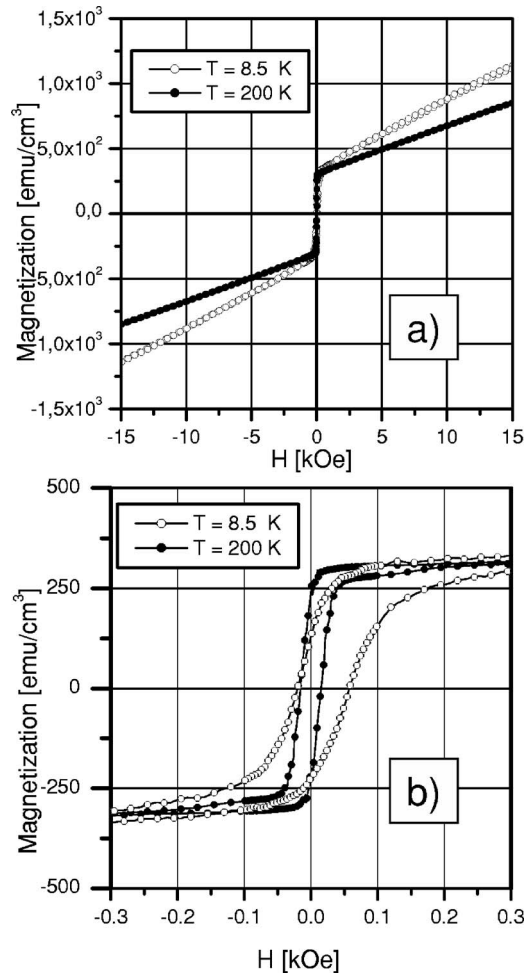 1,5x10³
1,0x10³
5,0x10²
0,0
-5,0x10²
-1,0x10³
-1,5x10³
Magnetization [emu/cm³]
T = 8.5 K
T = 200 K
a)
-15 -10 -5 0 5 10 15
H [kOe]
500
250
0
-250
-500
Magnetization [emu/cm³]
T = 8.5 K
T = 200 K
b)
-0.3 -0.2 -0.1 0.0 0.1 0.2 0.3
H [kOe]